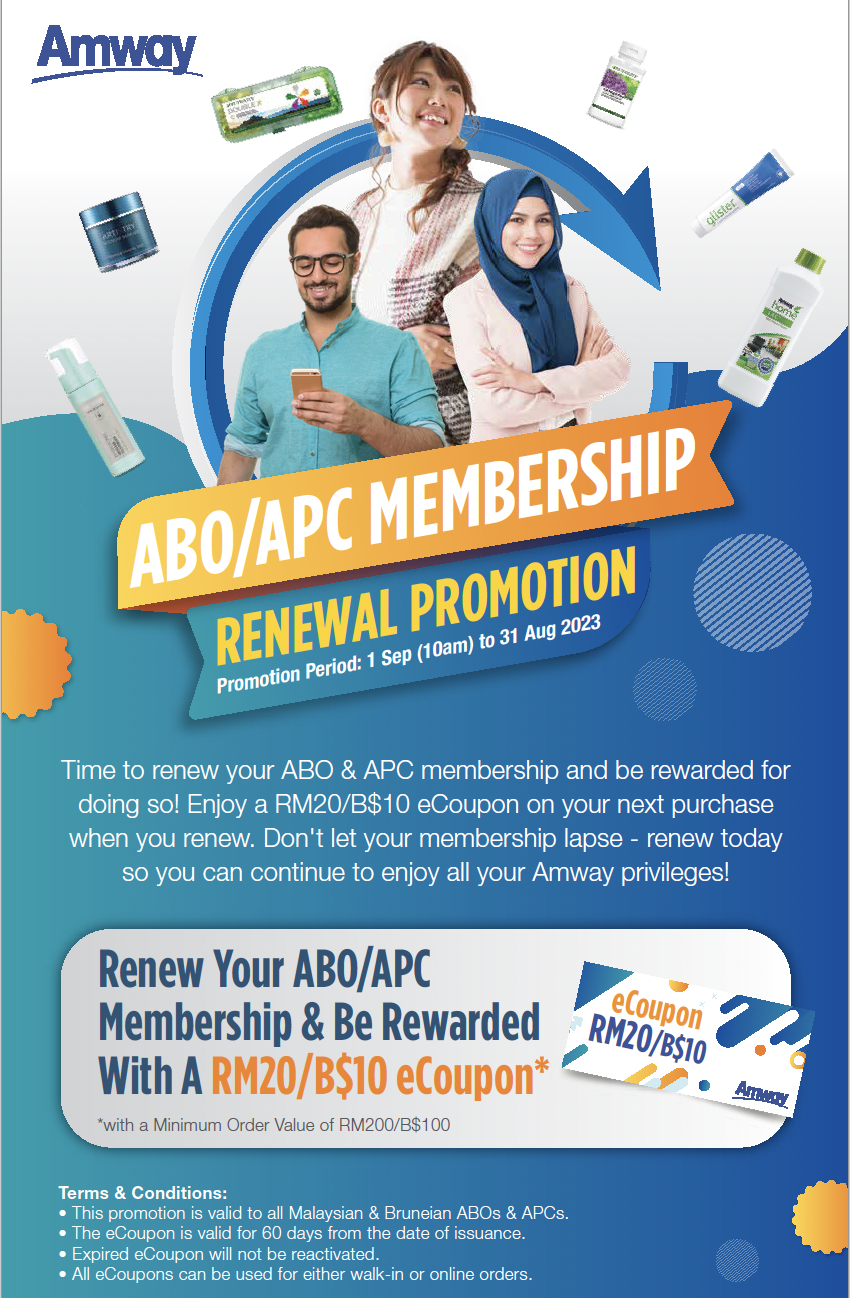 Amway
NUTRILITE
DOUBLE X
ARTISTRY
glister
Amway
home
ABO/APC MEMBERSHIP
RENEWAL PROMOTION
Promotion Period: 1 Sep (10am) to 31 Aug 2023
Time to renew your ABO & APC membership and be rewarded for
doing so! Enjoy a RM20/B$10 eCoupon on your next purchase
when you renew. Don't let your membership lapse - renew today
so you can continue to enjoy all your Amway privileges!
Renew Your ABO/APC
Membership & Be Rewarded
With A RM20/B$10 eCoupon*
*with a Minimum Order Value of RM200/B$100
eCoupon
RM20/B$10
Amway
Terms & Conditions:
• This promotion is valid to all Malaysian & Bruneian ABOs & APCs.
• The eCoupon is valid for 60 days from the date of issuance.
• Expired eCoupon will not be reactivated.
• All eCoupons can be used for either walk-in or online orders.